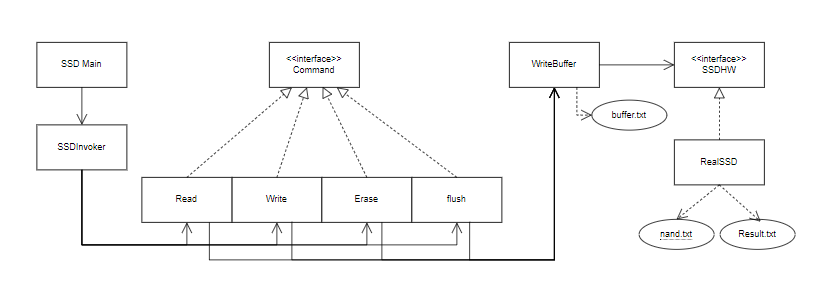 SSD Main
<<interface>>
Command
WriteBuffer
<<interface>>
SSDHW
buffer.txt
SSDInvoker
RealSSD
Read
Write
Erase
flush
nand.txt
Result.txt